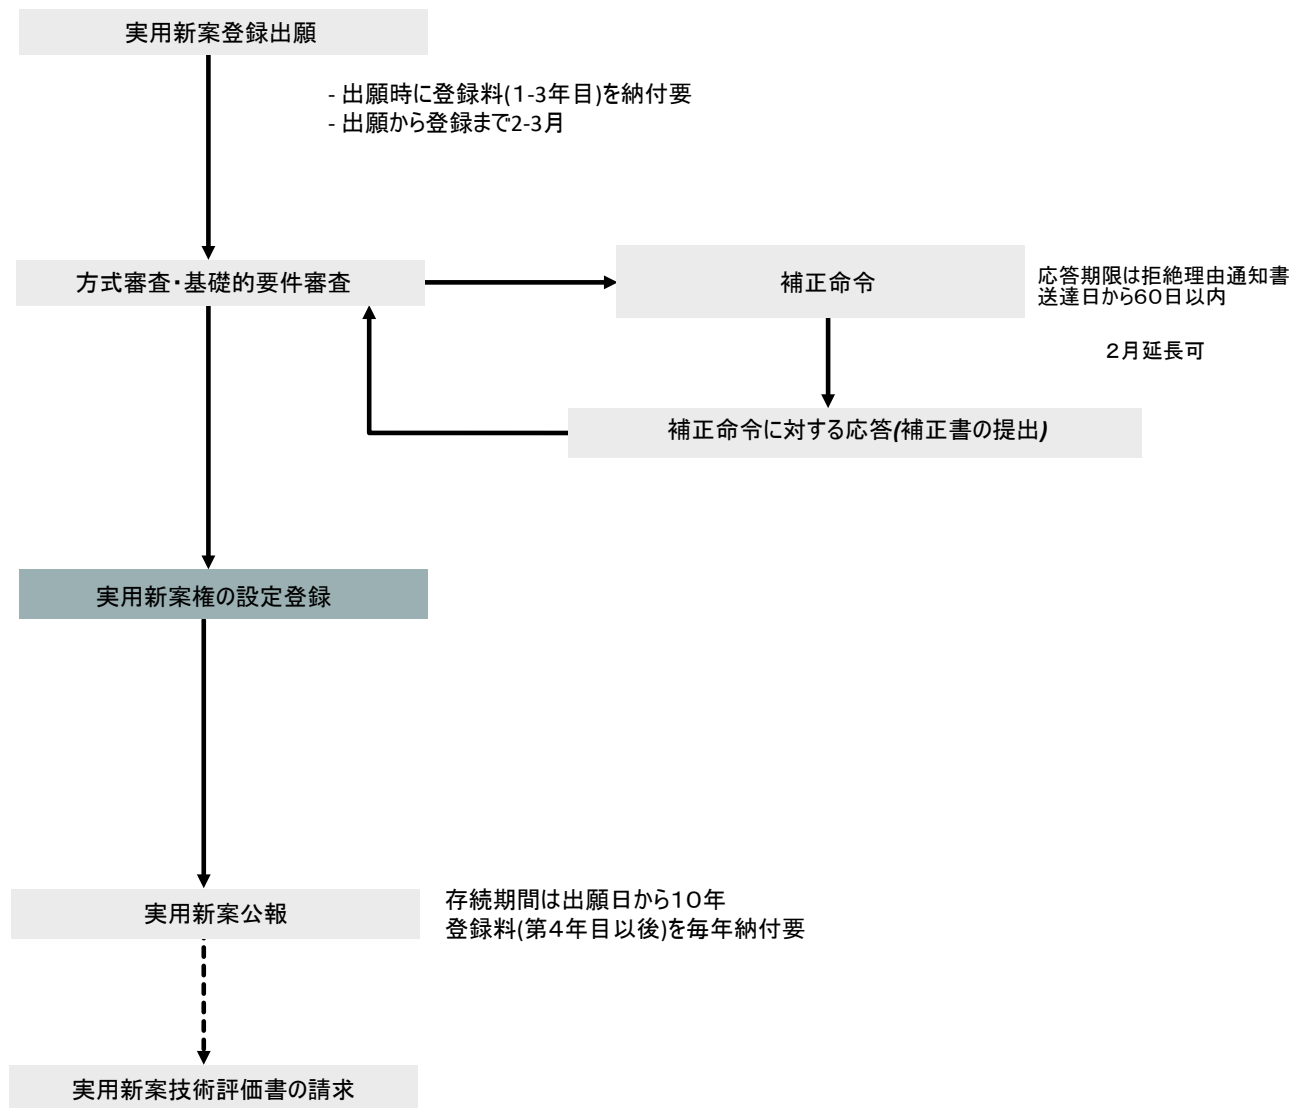 実用新案登録出願
- 出願時に登録料(１-3年目)を納付要
- 出願から登録まで2-3月
方式審査・基礎的要件審査
補正命令
応答期限は拒絶理由通知書
送達日から６０日以内
２月延長可
補正命令に対する応答(補正書の提出)
実用新案権の設定登録
実用新案公報
存続期間は出願日から１０年
登録料(第４年目以後)を毎年納付要
実用新案技術評価書の請求